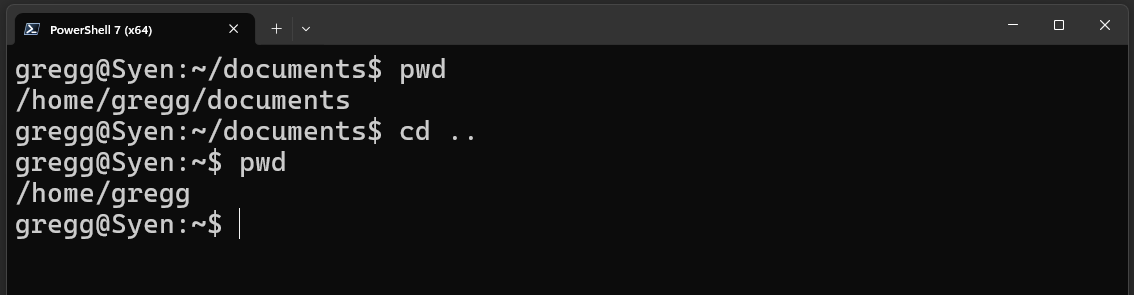 PowerShell 7 (x64)
gregg@Syen:~/documents$ pwd
/home/gregg/documents
gregg@Syen:~/documents$ cd ..
gregg@Syen:~$ pwd
/home/gregg
gregg@Syen:~$